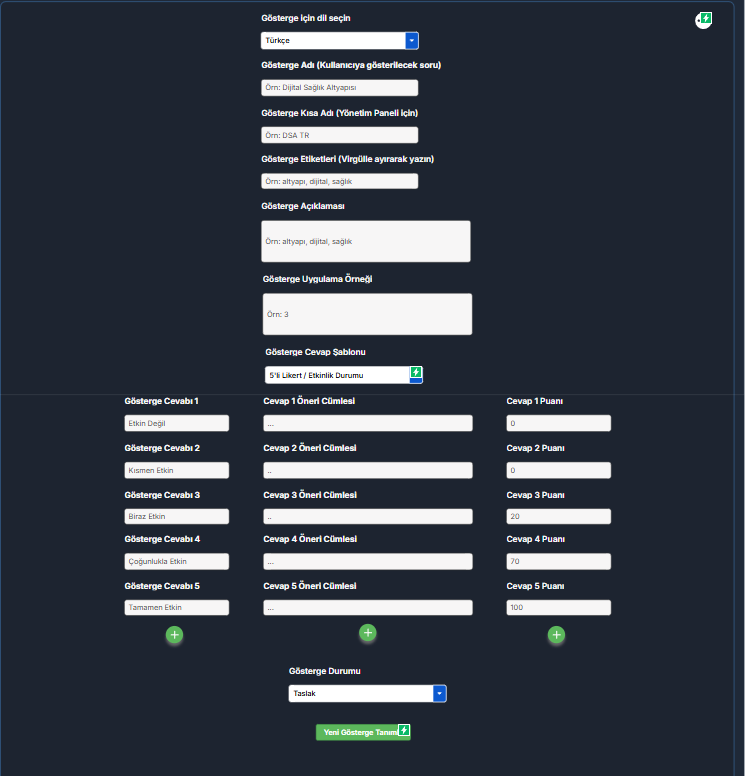 Gösterge için dil seçin
Türkçe
Gösterge Adı (Kullanıcıya gösterilecek soru)
Örn: Dijital Sağlık Altyapısı
Gösterge Kısa Adı (Yönetim Paneli için)
Örn: DSA TR
Gösterge Etiketleri (Virgülle ayırarak yazın)
Örn: altyapı, dijital, sağlık
Gösterge Açıklaması
Örn: altyapı, dijital, sağlık
Gösterge Uygulama Örneği
Örn: 3
Gösterge Cevap Şablonu
5'li Likert / Etkinlik Durumu
Gösterge Cevabı 1 Cevap 1 Öneri Cümlesi Cevap 1 Puanı
Etkin Değil ... 0
Gösterge Cevabı 2 Cevap 2 Öneri Cümlesi Cevap 2 Puanı
Kısmen Etkin .. 0
Gösterge Cevabı 3 Cevap 3 Öneri Cümlesi Cevap 3 Puanı
Biraz Etkin .. 20
Gösterge Cevabı 4 Cevap 4 Öneri Cümlesi Cevap 4 Puanı
Çoğunlukla Etkin ... 70
Gösterge Cevabı 5 Cevap 5 Öneri Cümlesi Cevap 5 Puanı
Tamamen Etkin ... 100
+ + +
Gösterge Durumu
Taslak
Yeni Gösterge